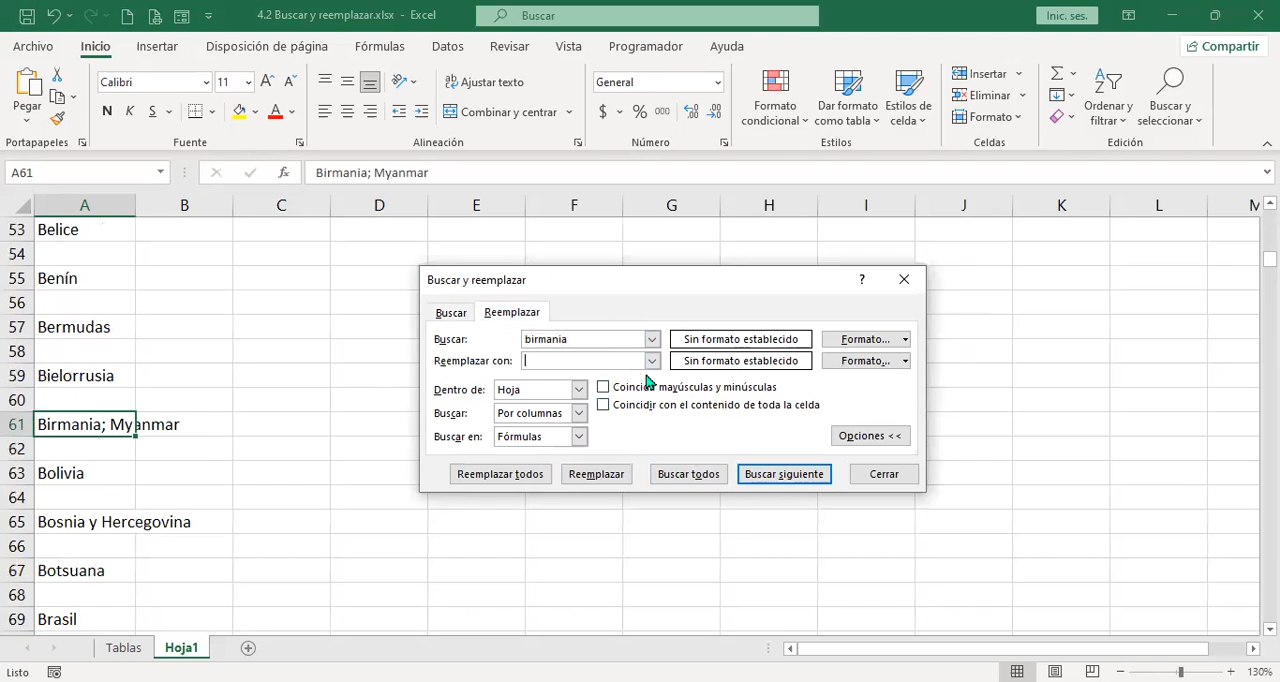 4.2 Buscar y reemplazar.xlsx - Excel
Buscar
Inic. ses.
Archivo Inicio Insertar Disposición de página Fórmulas Datos Revisar Vista Programador Ayuda
Compartir
Pegar
Calibri 11
N K S
Ajustar texto
Combinar y centrar
General
$ % 000
Formato condicional
Dar formato como tabla
Estilos de celda
Insertar
Eliminar
Formato
Ordenar y filtrar
Buscar y seleccionar
Portapapeles Fuente Alineación Número Estilos Celdas Edición
A61 fx Birmania; Myanmar
A B C D E F G H I J K L M
53 Belice
54
55 Benín
56
57 Bermudas
58
59 Bielorrusia
60
61 Birmania; Myanmar
62
63 Bolivia
64
65 Bosnia y Hercegovina
66
67 Botsuana
68
69 Brasil
Buscar y reemplazar ?
Buscar Reemplazar
Buscar: birmania Sin formato establecido Formato...
Reemplazar con: Sin formato establecido Formato...
Dentro de: Hoja Coincidir mayúsculas y minúsculas
Buscar: Por columnas Coincidir con el contenido de toda la celda
Buscar en: Fórmulas Opciones <<
Reemplazar todos Reemplazar Buscar todos Buscar siguiente Cerrar
Tablas Hoja1
Listo 130%